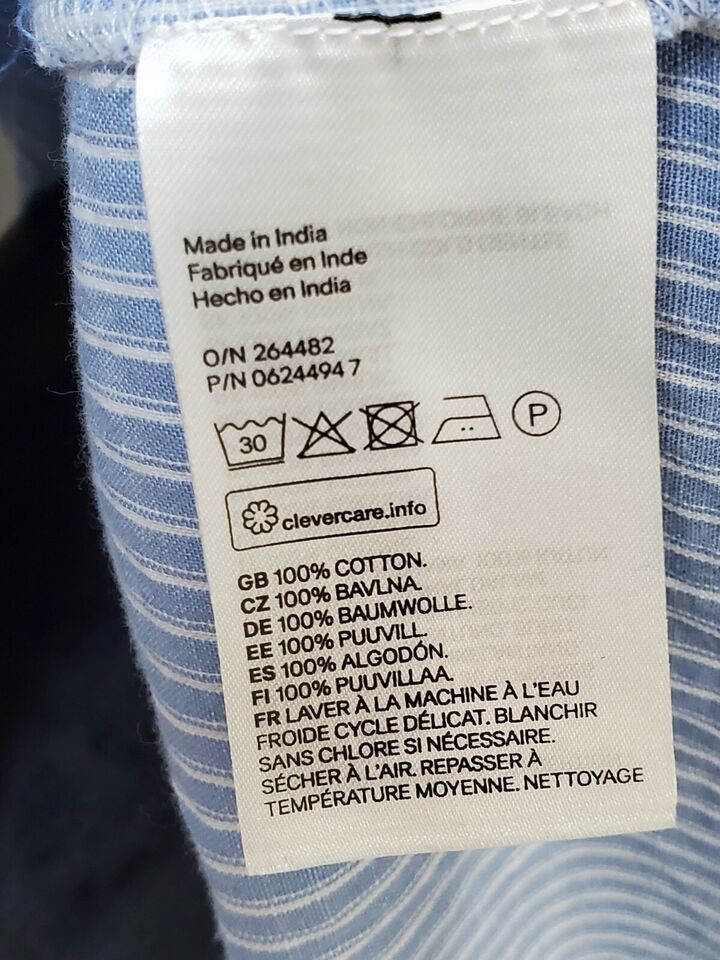 Made in India
Fabriqué en Inde
Hecho en India
O/N 264482
P/N 0624494 7
30
P
clevercare.info
GB 100% COTTON.
CZ 100% BAVLNA.
DE 100% BAUMWOLLE.
EE 100% PUUVILL.
ES 100% ALGODÓN.
FI 100% PUUVILLAA.
FR LAVER À LA MACHINE À L'EAU
FROIDE CYCLE DÉLICAT. BLANCHIR
SANS CHLORE SI NÉCESSAIRE.
SÉCHER À L'AIR. REPASSER À
TEMPÉRATURE MOYENNE. NETTOYAGE